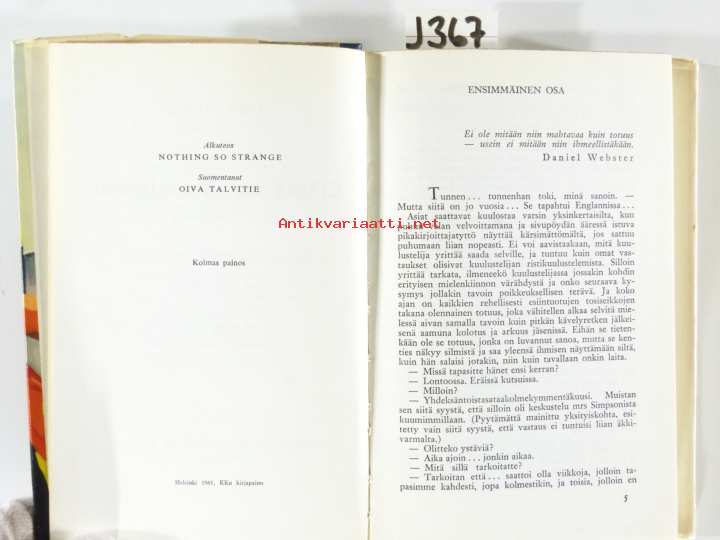 J367
Alkuteos
NOTHING SO STRANGE
Suomentanut
OIVA TALVITIE
Kolmas painos
Helsinki 1961, KKn kirjapaino
ENSIMMÄINEN OSA
Ei ole mitään niin mahtavaa kuin totuus
— usein ei mitään niin ihmeellistäkään.
Daniel Webster
Tunnen... tunnenhan toki, minä sanoin. —
Mutta siitä on jo vuosia... Se tapahtui Englannissa...
Asiat saattavat kuulostaa varsin yksinkertaisilta, kun
valan velvoittamana ja sivupöydän ääressä istuva
pikakirjoittajatyttö näyttää kärsimättömältä, jos sattuu
puhumaan liian nopeasti. Ei voi aavistaakaan, mitä kuu-
lustelija yrittää saada selville, ja tuntuu kuin omat vas-
taukset olisivat kuulustelijan ristikuulustelemista. Silloin
yrittää tarkata, ilmeneekö kuulustelijassa jossakin kohdin
erityisen mielenkiinnon värähdystä ja onko seuraava ky-
symys jollakin tavoin poikkeuksellisen terävä. Ja koko
ajan on kaikkien rehellisesti esiintuotujen tosiseikkojen
takana olennainen totuus, joka vähitellen alkaa selvitä mie-
lessä aivan samalla tavoin kuin pitkän kävelyretken jälkei-
senä aamuna kolotus ja arkuus jäsenissä. Eihän se tieten-
kään ole se totuus, jonka on luvannut sanoa, mutta se ken-
ties näkyy silmistä ja saa yleensä ihmisen näyttämään siltä,
kuin hän salaisi jotakin, niin kuin tavallaan onkin laita.
— Missä tapasitte hänet ensi kerran?
— Lontoossa. Eräissä kutsuissa.
— Milloin?
— Yhdeksäntoistasataakolmekymmentäkuusi. Muistan
sen siitä syystä, että silloin oli keskustelu mrs Simpsonista
kuumimmillaan. (Pyytämättä mainittu yksityiskohta, esi-
tetty vain siitä syystä, että vastaus ei tuntuisi liian äkki-
varmalta.)
— Olitteko ystäviä?
— Aika ajoin... jonkin aikaa.
— Mitä sillä tarkoitatte?
— Tarkoitan että... saattoi olla viikkoja, jolloin ta-
pasimme kahdesti, jopa kolmestikin, ja toisia, jolloin en
5
Antikvariaatti.net